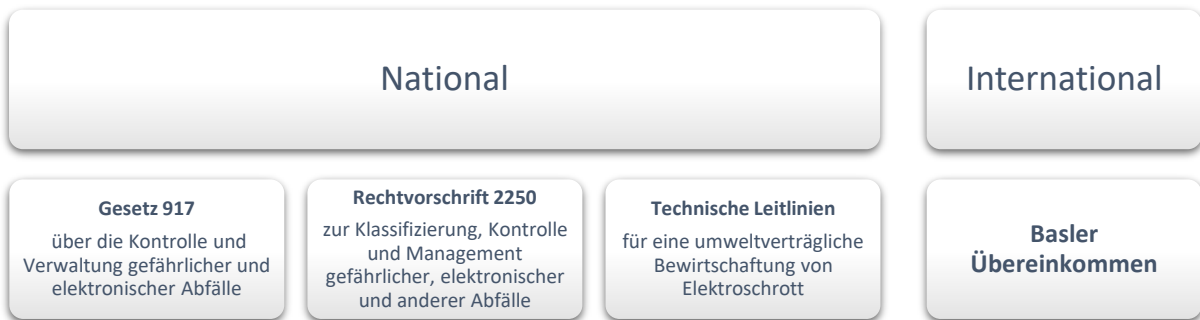 National
International
Gesetz 917
über die Kontrolle und
Verwaltung gefährlicher und
elektronischer Abfälle
Rechtvorschrift 2250
zur Klassifizierung, Kontrolle
und Management
gefährlicher, elektronischer
und anderer Abfälle
Technische Leitlinien
für eine umweltverträgliche
Bewirtschaftung von
Elektroschrott
Basler
Übereinkommen